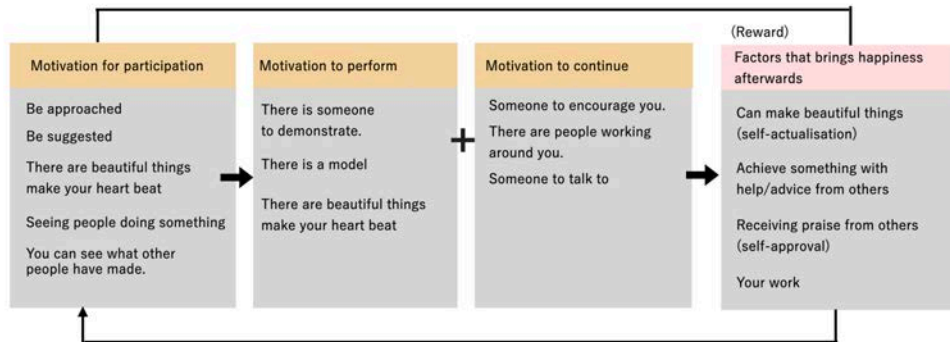 Motivation for participation
Be approached
Be suggested
There are beautiful things
make your heart beat
Seeing people doing something
You can see what other
people have made.
Motivation to perform
There is someone
to demonstrate.
There is a model
There are beautiful things
make your heart beat
+
Motivation to continue
Someone to encourage you.
There are people working
around you.
Someone to talk to
(Reward)
Factors that brings happiness
afterwards
Can make beautiful things
(self-actualisation)
Achieve something with
help/advice from others
Receiving praise from others
(self-approval)
Your work